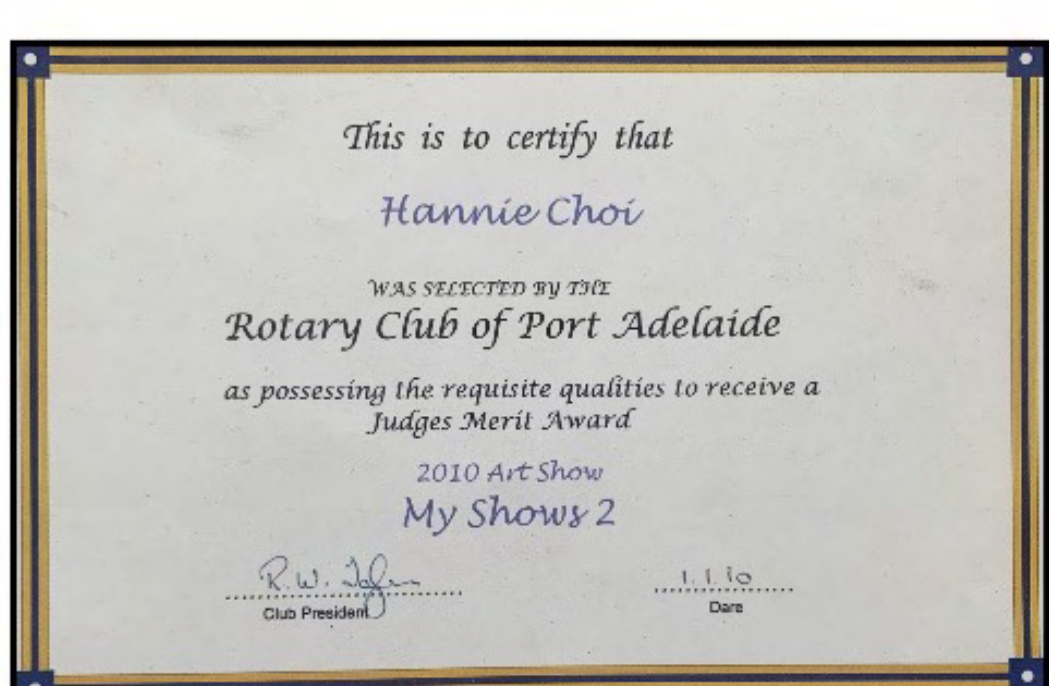 This is to certify that
Hannie Choi
WAS SELECTED BY THE
Rotary Club of Port Adelaide
as possessing the requisite qualities to receive a
Judges Merit Award
2010 Art Show
My Shows 2
R.W.
1.1.10
Club President
Dare